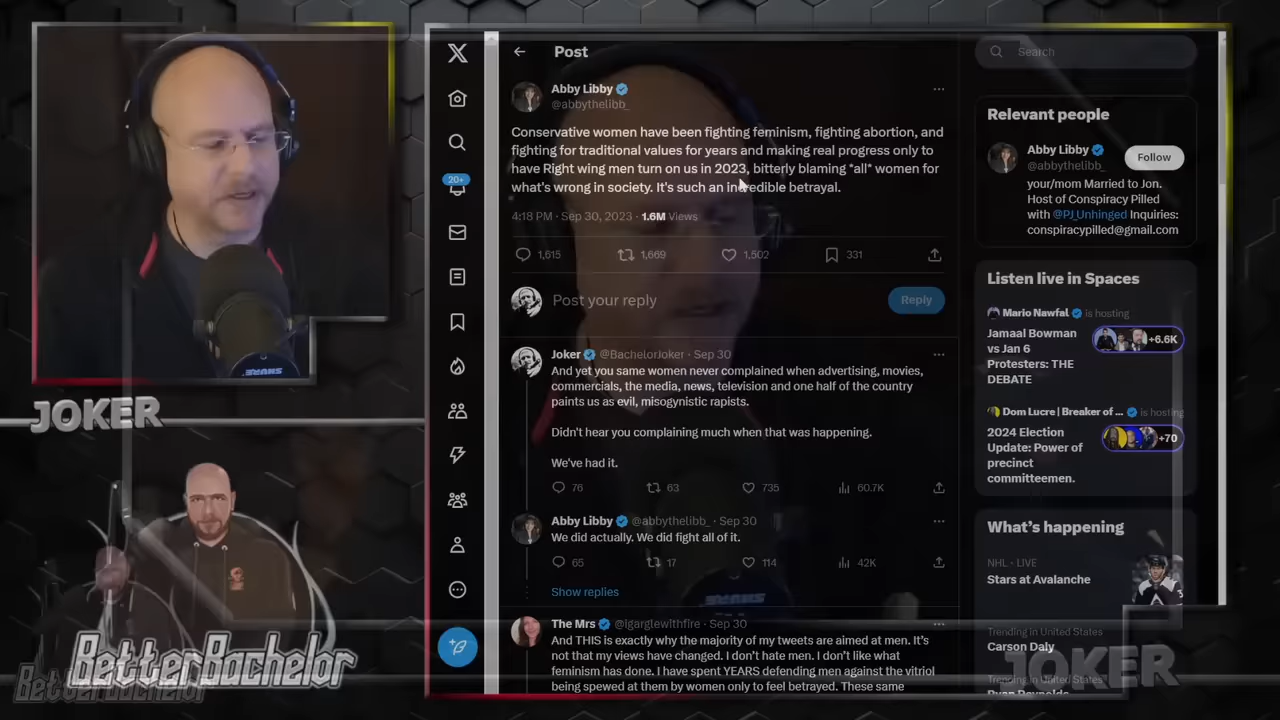 Post
Search
Abby Libby
@abbythelibb_
Conservative women have been fighting feminism, fighting abortion, and
fighting for traditional values for years and making real progress only to
have Right wing men turn on us in 2023, bitterly blaming *all* women for
what's wrong in society. It's such an incredible betrayal.
4:18 PM · Sep 30, 2023 · 1.6M Views
1,615 1,669 1,502 331
Post your reply
Reply
Joker @BachelorJoker · Sep 30
And yet you same women never complained when advertising, movies,
commercials, the media, news, television and one half of the country
paints us as evil, misogynistic rapists.
Didn't hear you complaining much when that was happening.
We've had it.
76 63 735 60.7K
Abby Libby @abbythelibb_ · Sep 30
We did actually. We did fight all of it.
65 17 114 42K
Show replies
The Mrs @lgarglewithfire · Sep 30
And THIS is exactly why the majority of my tweets are aimed at men. It's
not that my views have changed. I don't hate men. I don't like what
feminism has done. I have spent YEARS defending men against the vitriol
being spewed at them by women only to feel betrayed. These same
20+
Relevant people
Abby Libby
@abbythelibb_
Follow
your/mom Married to Jon.
Host of Conspiracy Pilled
with @PJ_Unhinged Inquiries:
conspiracypilled@gmail.com
Listen live in Spaces
Mario Nawfal is hosting
Jamaal Bowman
vs Jan 6
Protesters: THE
DEBATE
+6.6K
Dom Lucre | Breaker of ... is hosting
2024 Election
Update: Power of
precinct
committeemen.
+70
What's happening
NHL · LIVE
Stars at Avalanche
Trending in United States
Carson Daly
Trending in United States
Ryan Reynolds
JOKER
BetterBachelor
BetterBachelor
JOKER
SHURE